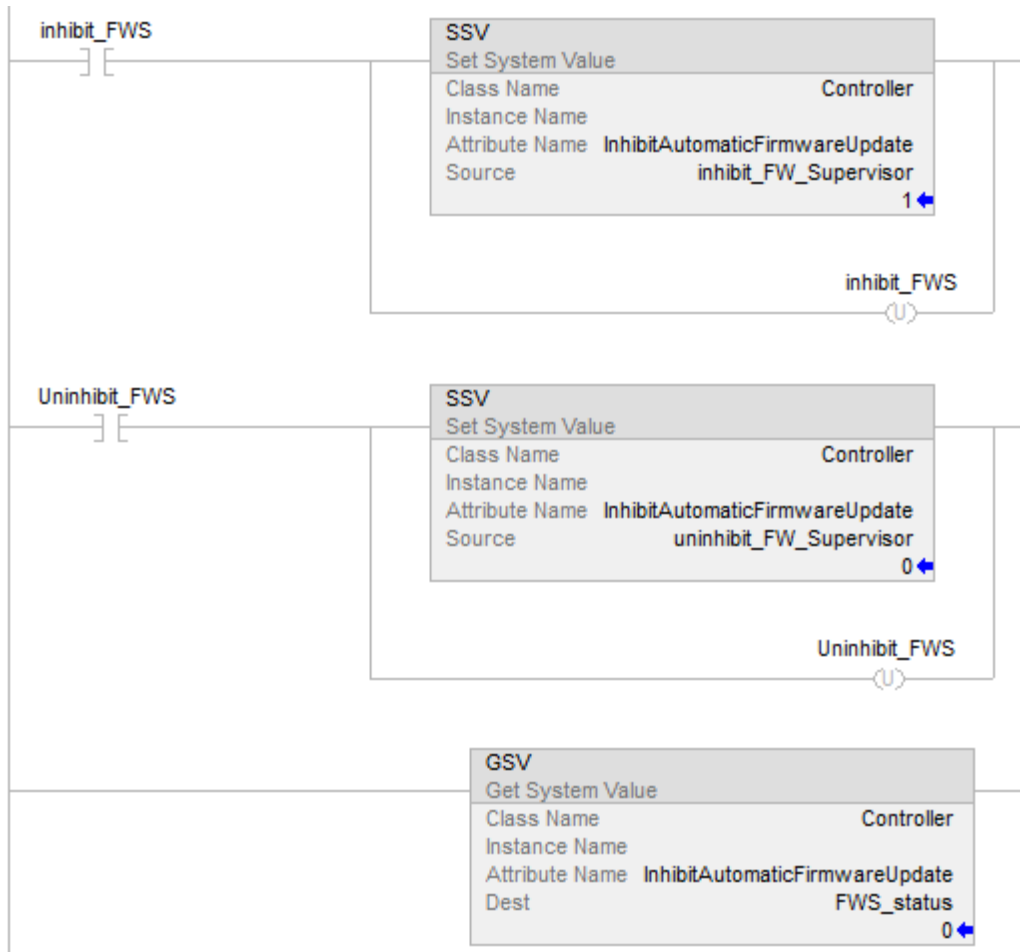 inhibit_FWS
SSV
Set System Value
Class Name Controller
Instance Name
Attribute Name InhibitAutomaticFirmwareUpdate
Source inhibit_FW_Supervisor
1
inhibit_FWS
U
Uninhibit_FWS
SSV
Set System Value
Class Name Controller
Instance Name
Attribute Name InhibitAutomaticFirmwareUpdate
Source uninhibit_FW_Supervisor
0
Uninhibit_FWS
U
GSV
Get System Value
Class Name Controller
Instance Name
Attribute Name InhibitAutomaticFirmwareUpdate
Dest FWS_status
0